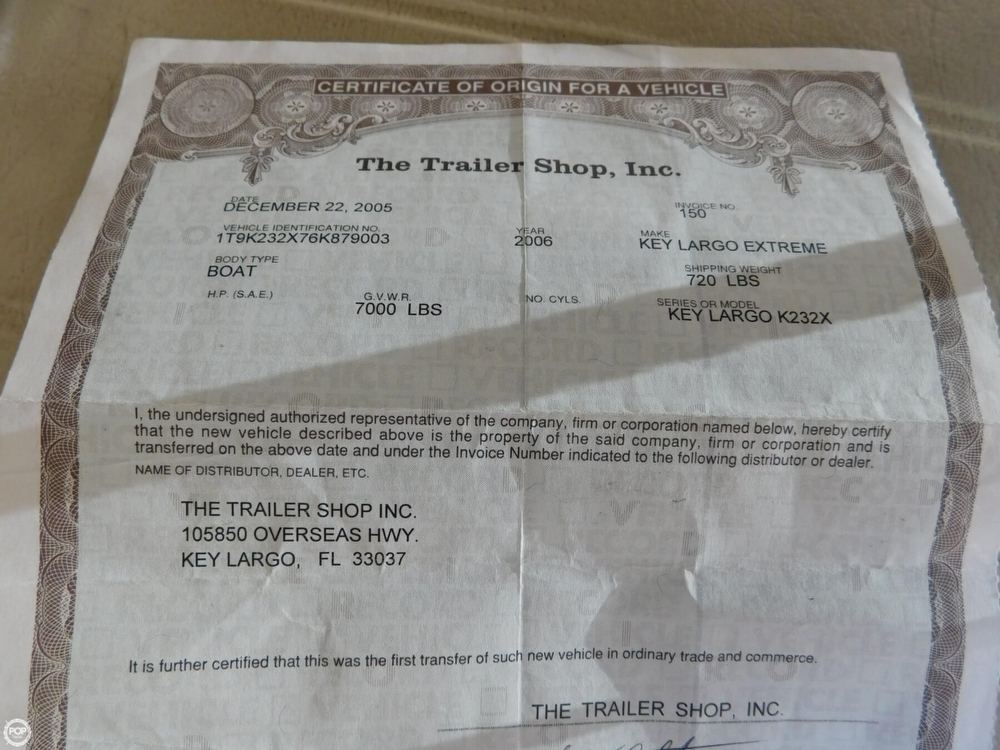 CERTIFICATE OF ORIGIN FOR A VEHICLE
The Trailer Shop, Inc.
DATE
DECEMBER 22, 2005
INVOICE NO.
150
VEHICLE IDENTIFICATION NO.
1T9K232X76K879003
YEAR
2006
MAKE
KEY LARGO EXTREME
BODY TYPE
BOAT
SHIPPING WEIGHT
720 LBS
H.P. (S.A.E.)
G.V.W.R.
7000 LBS
NO. CYLS.
SERIES OR MODEL
KEY LARGO K232X
I, the undersigned authorized representative of the company, firm or corporation named below, hereby certify
that the new vehicle described above is the property of the said company, firm or corporation and is
transferred on the above date and under the Invoice Number indicated to the following distributor or dealer.
NAME OF DISTRIBUTOR, DEALER, ETC.
THE TRAILER SHOP INC.
105850 OVERSEAS HWY.
KEY LARGO, FL 33037
It is further certified that this was the first transfer of such new vehicle in ordinary trade and commerce.
THE TRAILER SHOP, INC.
POP